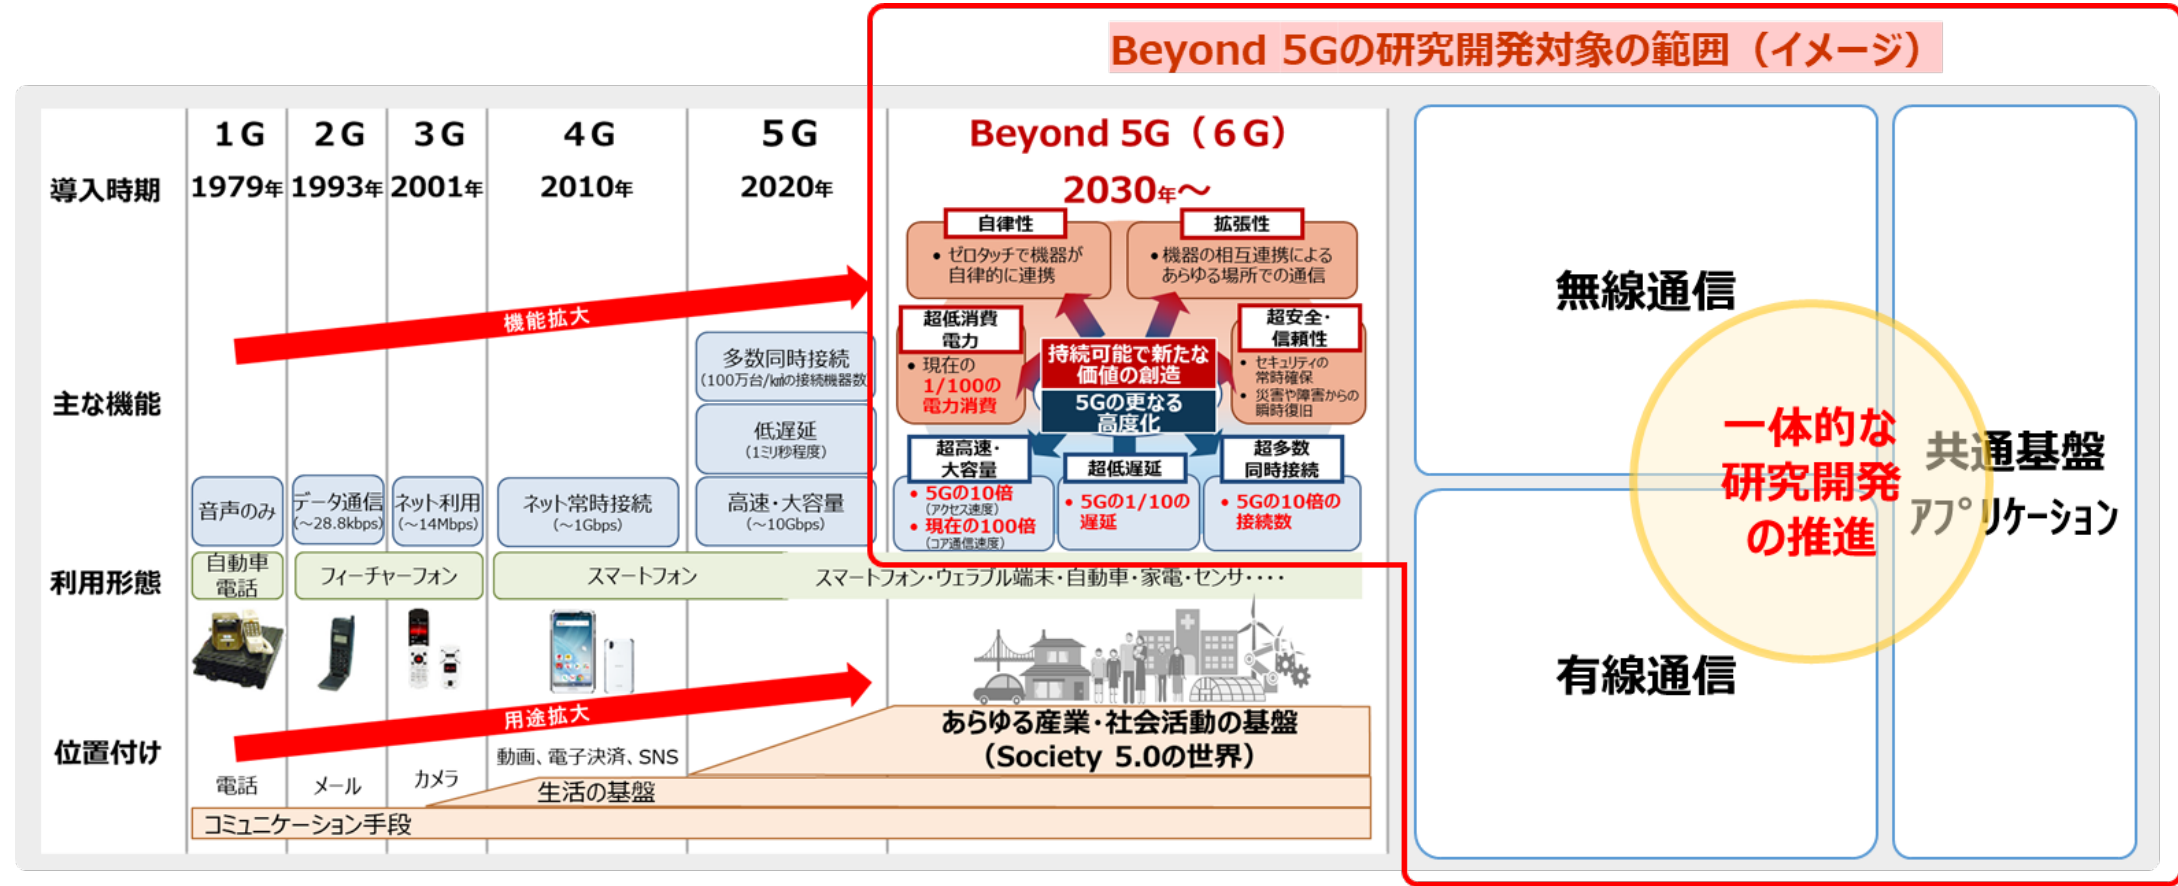 Beyond 5Gの研究開発対象の範囲（イメージ）
1G
2G
3G
4G
5G
Beyond 5G（6G）
導入時期
1979年
1993年
2001年
2010年
2020年
2030年～
主な機能
機能拡大
音声のみ
データ通信
(～28.8kbps)
ネット利用
(～14Mbps)
ネット常時接続
(～1Gbps)
多数同時接続
(100万台/㎢の接続機器数)
低遅延
(1ミリ秒程度)
高速・大容量
(～10Gbps)
自律性
• ゼロタッチで機器が
自律的に連携
拡張性
• 機器の相互連携による
あらゆる場所での通信
超低消費
電力
• 現在の
1/100の
電力消費
超安全・
信頼性
• セキュリティの
常時確保
• 災害や障害からの
瞬時復旧
持続可能で新たな
価値の創造
5Gの更なる
高度化
超高速・
大容量
• 5Gの10倍
(アクセス速度)
• 現在の100倍
(コア通信速度)
超低遅延
• 5Gの1/10の
遅延
超多数
同時接続
• 5Gの10倍の
接続数
利用形態
自動車
電話
フィーチャーフォン
スマートフォン
スマートフォン・ウェラブル端末・自動車・家電・センサ・・・・
位置付け
用途拡大
電話
メール
カメラ
動画、電子決済、SNS
あらゆる産業・社会活動の基盤
（Society 5.0の世界）
生活の基盤
コミュニケーション手段
無線通信
有線通信
一体的な
研究開発
の推進
共通基盤
アプリケーション